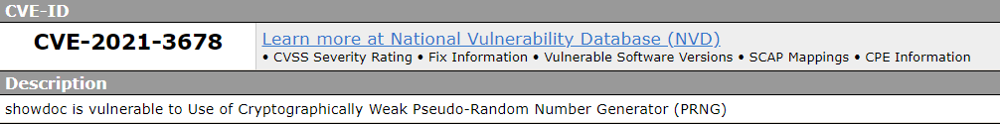 CVE-ID
CVE-2021-3678
Learn more at National Vulnerability Database (NVD)
• CVSS Severity Rating • Fix Information • Vulnerable Software Versions • SCAP Mappings • CPE Information
Description
showdoc is vulnerable to Use of Cryptographically Weak Pseudo-Random Number Generator (PRNG)